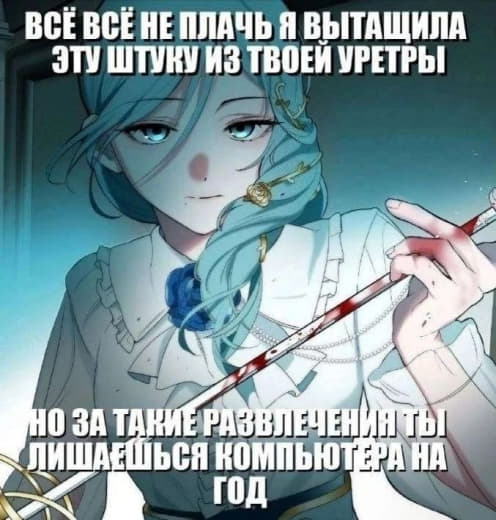 ВСЁ ВСЁ НЕ ПЛАЧЬ Я ВЫТАЩИЛА
ЭТУ ШТУКУ ИЗ ТВОЕЙ УРЕТРЫ
НО ЗА ТАКИЕ РАЗВЛЕЧЕНИЯ ТЫ
ЛИШАЕШЬСЯ КОМПЬЮТЕРА НА
ГОД